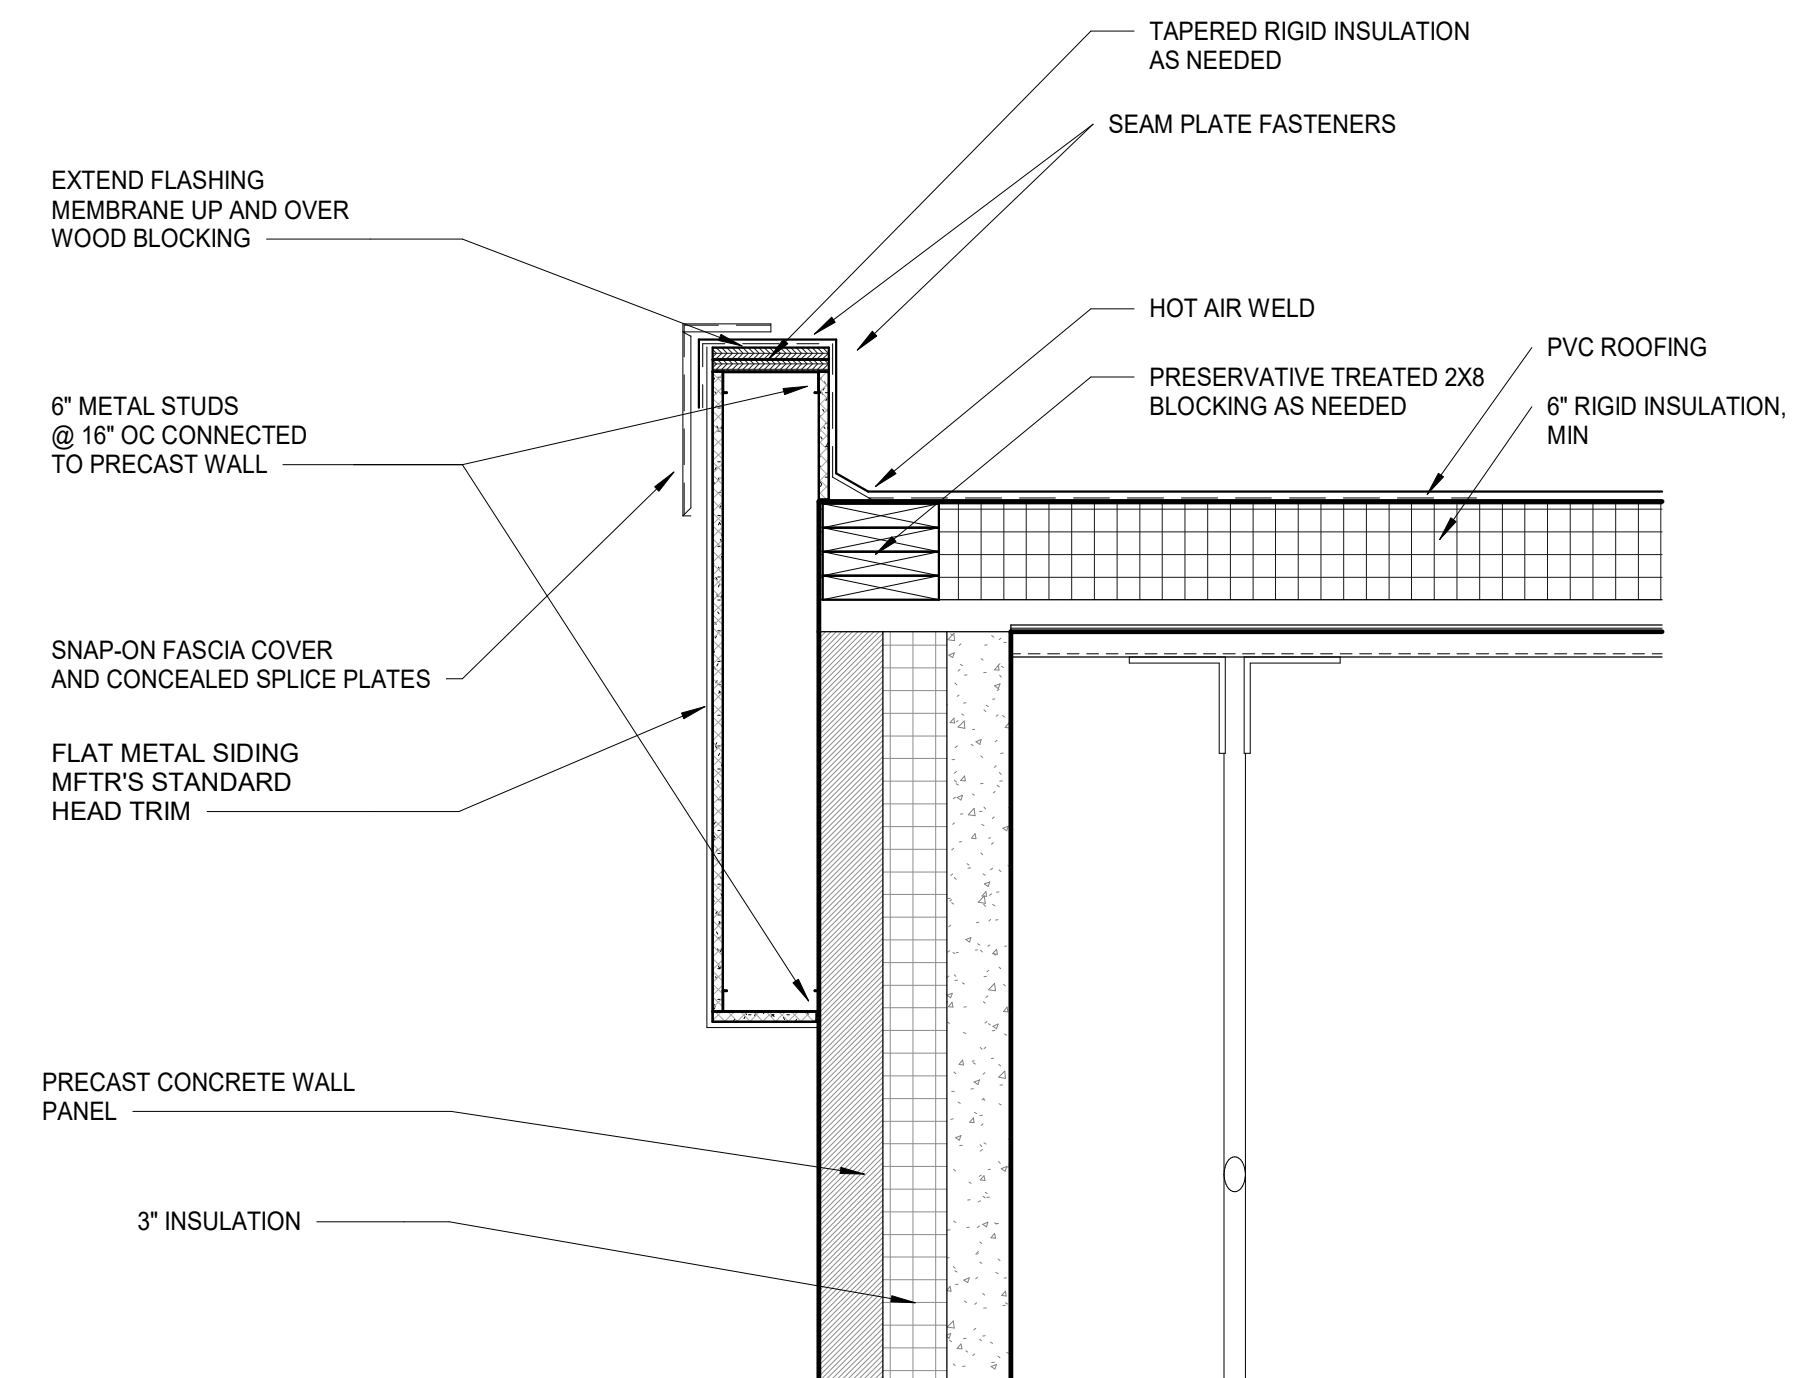 TAPERED RIGID INSULATION
AS NEEDED
SEAM PLATE FASTENERS
EXTEND FLASHING
MEMBRANE UP AND OVER
WOOD BLOCKING
HOT AIR WELD
PVC ROOFING
PRESERVATIVE TREATED 2X8
BLOCKING AS NEEDED
6" RIGID INSULATION,
MIN
6" METAL STUDS
@ 16" OC CONNECTED
TO PRECAST WALL
SNAP-ON FASCIA COVER
AND CONCEALED SPLICE PLATES
FLAT METAL SIDING
MFTR'S STANDARD
HEAD TRIM
PRECAST CONCRETE WALL
PANEL
3" INSULATION